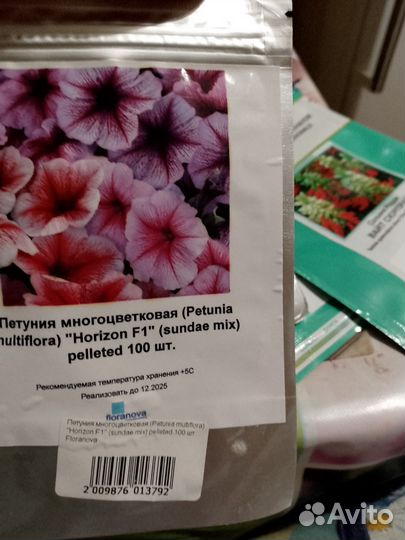 Петуния многоцветковая (Petunia
multiflora) "Horizon F1" (sundae mix)
pelleted 100 шт.
Рекомендуемая температура хранения +5С
Реализовать до 12.2025
floranova
Петуния многоцветковая (Petunia multiflora)
"Horizon F1" (sundae mix) pelleted 100 шт.
Floranova
2 009876 013792
Avito